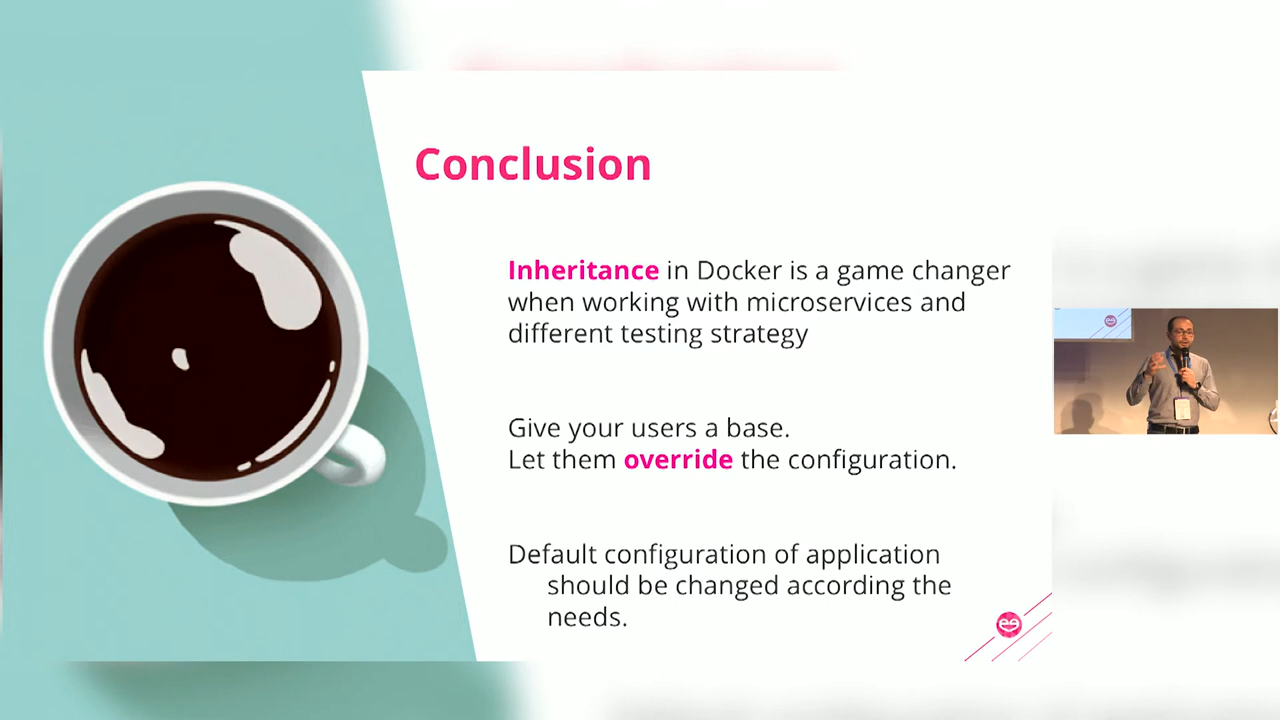 Conclusion
Inheritance in Docker is a game changer
when working with microservices and
different testing strategy
Give your users a base.
Let them override the configuration.
Default configuration of application
should be changed according the
needs.